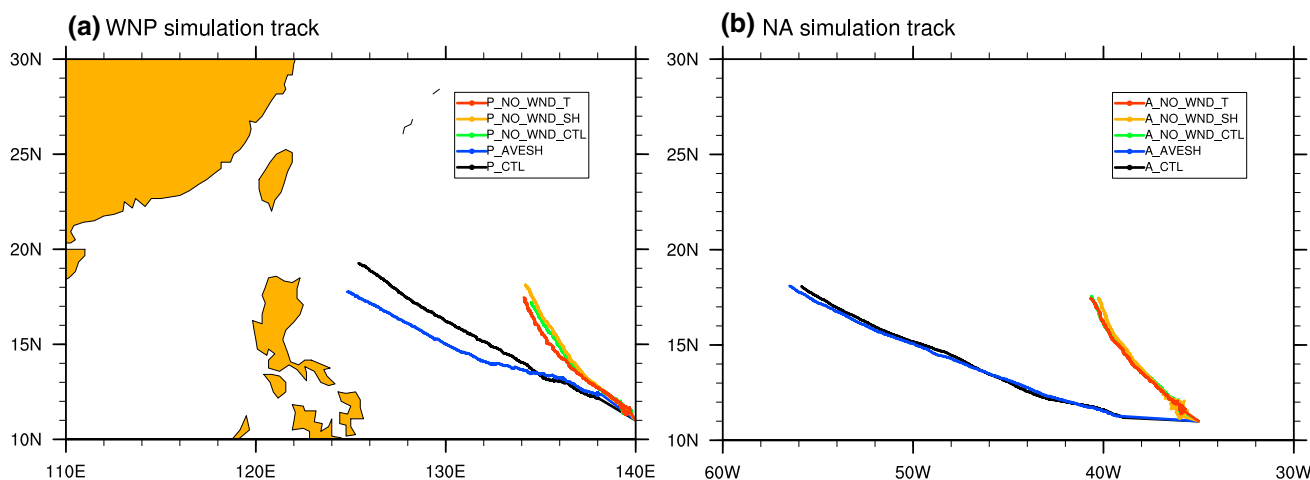 (a) WNP simulation track
30N
25N
20N
15N
10N
110E 120E 130E 140E
P_NO_WND_T
P_NO_WND_SH
P_NO_WND_CTL
P_AVESH
P_CTL
(b) NA simulation track
30N
25N
20N
15N
10N
60W 50W 40W 30W
A_NO_WND_T
A_NO_WND_SH
A_NO_WND_CTL
A_AVESH
A_CTL